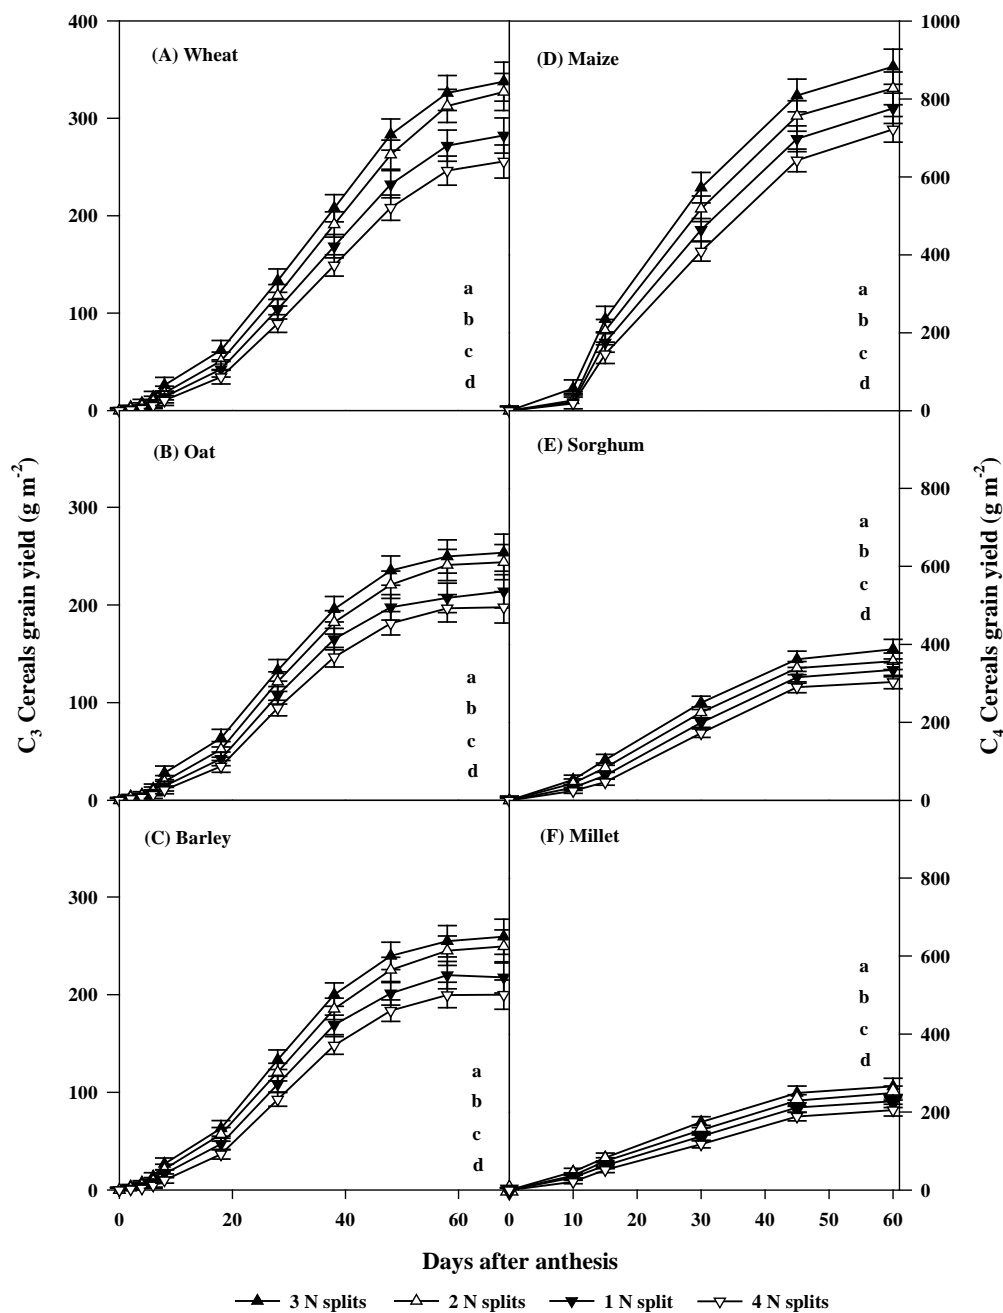 400
300
200
100
0
(A) Wheat
a
b
c
d
1000
800
600
400
200
0
(D) Maize
a
b
c
d
300
200
100
0
(B) Oat
a
b
c
d
800
600
400
200
0
(E) Sorghum
a
b
c
d
300
200
100
0
(C) Barley
a
b
c
d
800
600
400
200
0
(F) Millet
a
b
c
d
C₃ Cereals grain yield (g m⁻²)
C₄ Cereals grain yield (g m⁻²)
0 20 40 60
0 10 20 30 40 50 60
Days after anthesis
3 N splits 2 N splits 1 N split 4 N splits